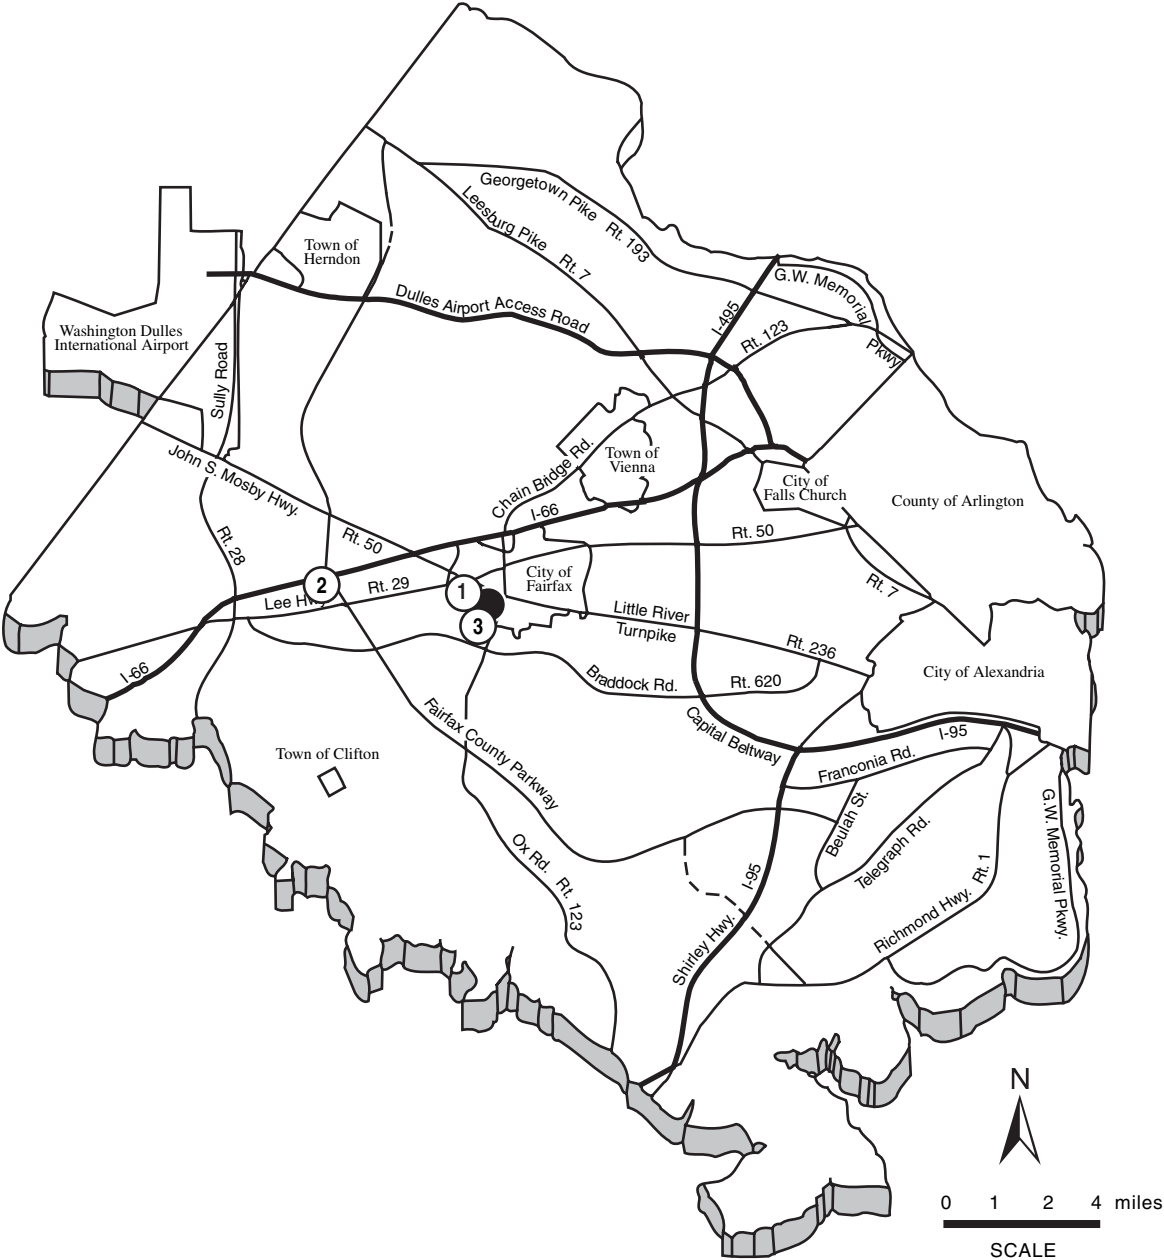 Georgetown Pike Rt. 193
Leesburg Pike Rt. 7
Town of
Herndon
G.W. Memorial
Pkwy.
Dulles Airport Access Road
I-495
Rt. 123
Washington Dulles
International Airport
Sully Road
John S. Mosby Hwy.
Rt. 50
Chain Bridge Rd.
Town of
Vienna
City of
Falls Church
County of Arlington
I-66
Rt. 50
Rt. 28
City of
Fairfax
Rt. 7
2
1
3
Lee Hwy.
Rt. 29
Little River
Turnpike
Rt. 236
I-66
Braddock Rd.
Rt. 620
City of Alexandria
Fairfax County Parkway
Capital Beltway
I-95
Franconia Rd.
Town of Clifton
Beulah St.
Telegraph Rd.
Rt. 1
G.W. Memorial Pkwy.
Ox Rd. Rt. 123
I-95
Shirley Hwy.
Richmond Hwy.
N
0 1 2 4 miles
SCALE